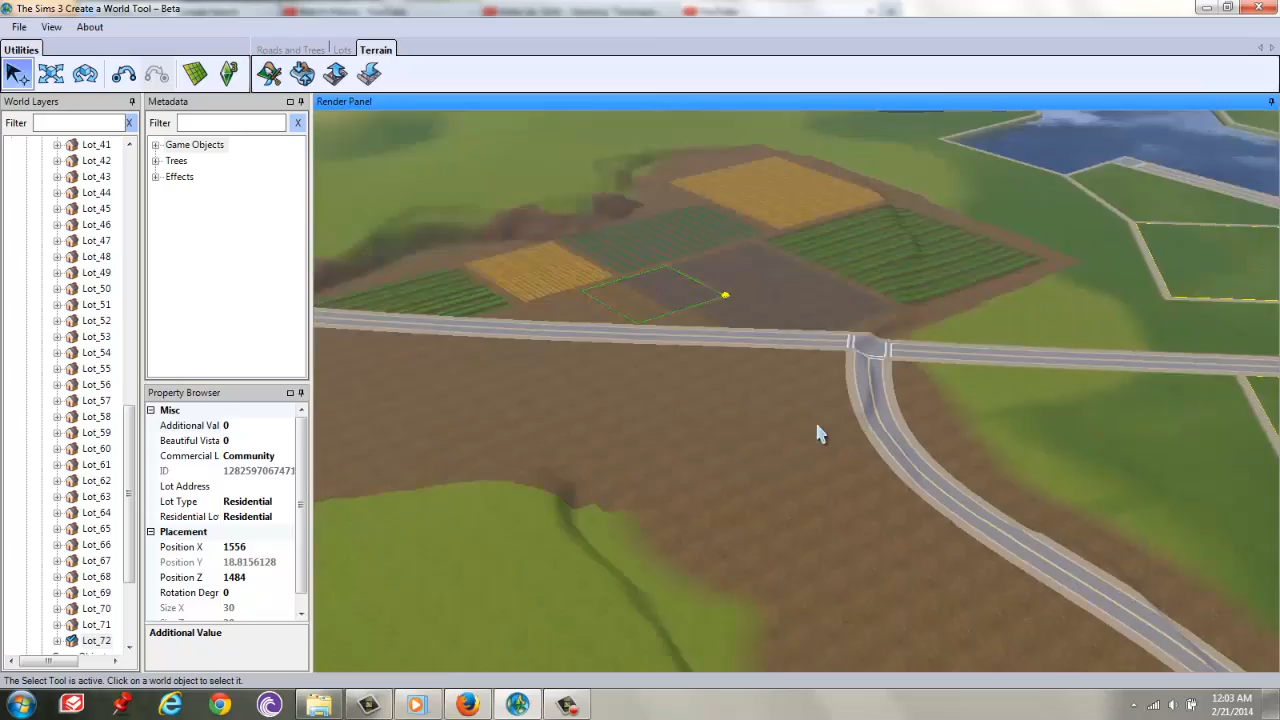 The Sims 3 Create a World Tool – Beta
File View About
Utilities
Roads and Trees Lots Terrain
World Layers
Metadata
Render Panel
Filter X
Filter X
Lot_41
Lot_42
Lot_43
Lot_44
Lot_45
Lot_46
Lot_47
Lot_48
Lot_49
Lot_50
Lot_51
Lot_52
Lot_53
Lot_54
Lot_55
Lot_56
Lot_57
Lot_58
Lot_59
Lot_60
Lot_61
Lot_62
Lot_63
Lot_64
Lot_65
Lot_66
Lot_67
Lot_68
Lot_69
Lot_70
Lot_71
Lot_72
Game Objects
Trees
Effects
Property Browser
Misc
Additional Val 0
Beautiful Vista 0
Commercial L Community
ID 1282597067471
Lot Address
Lot Type Residential
Residential Lo Residential
Placement
Position X 1556
Position Y 18.8156128
Position Z 1484
Rotation Degr 0
Size X 30
Additional Value
The Select Tool is active. Click on a world object to select it.
12:03 AM
2/21/2014